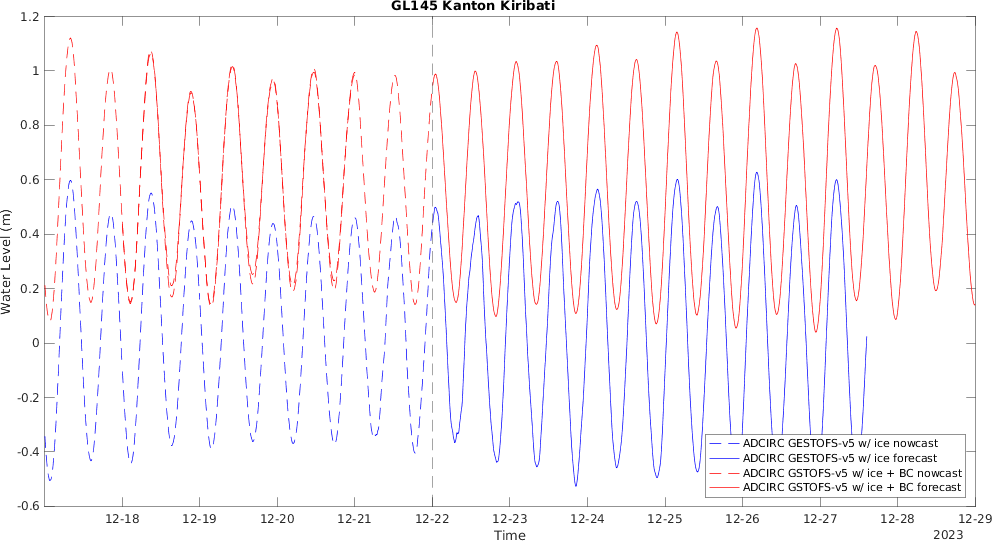 GL145 Kanton Kiribati
1.2
1
0.8
0.6
0.4
0.2
0
-0.2
-0.4
-0.6
Water Level (m)
ADCIRC GESTOFS-v5 w/ ice nowcast
ADCIRC GESTOFS-v5 w/ ice forecast
ADCIRC GSTOFS-v5 w/ ice + BC nowcast
ADCIRC GSTOFS-v5 w/ ice + BC forecast
12-18 12-19 12-20 12-21 12-22 12-23 12-24 12-25 12-26 12-27 12-28 12-29
Time
2023